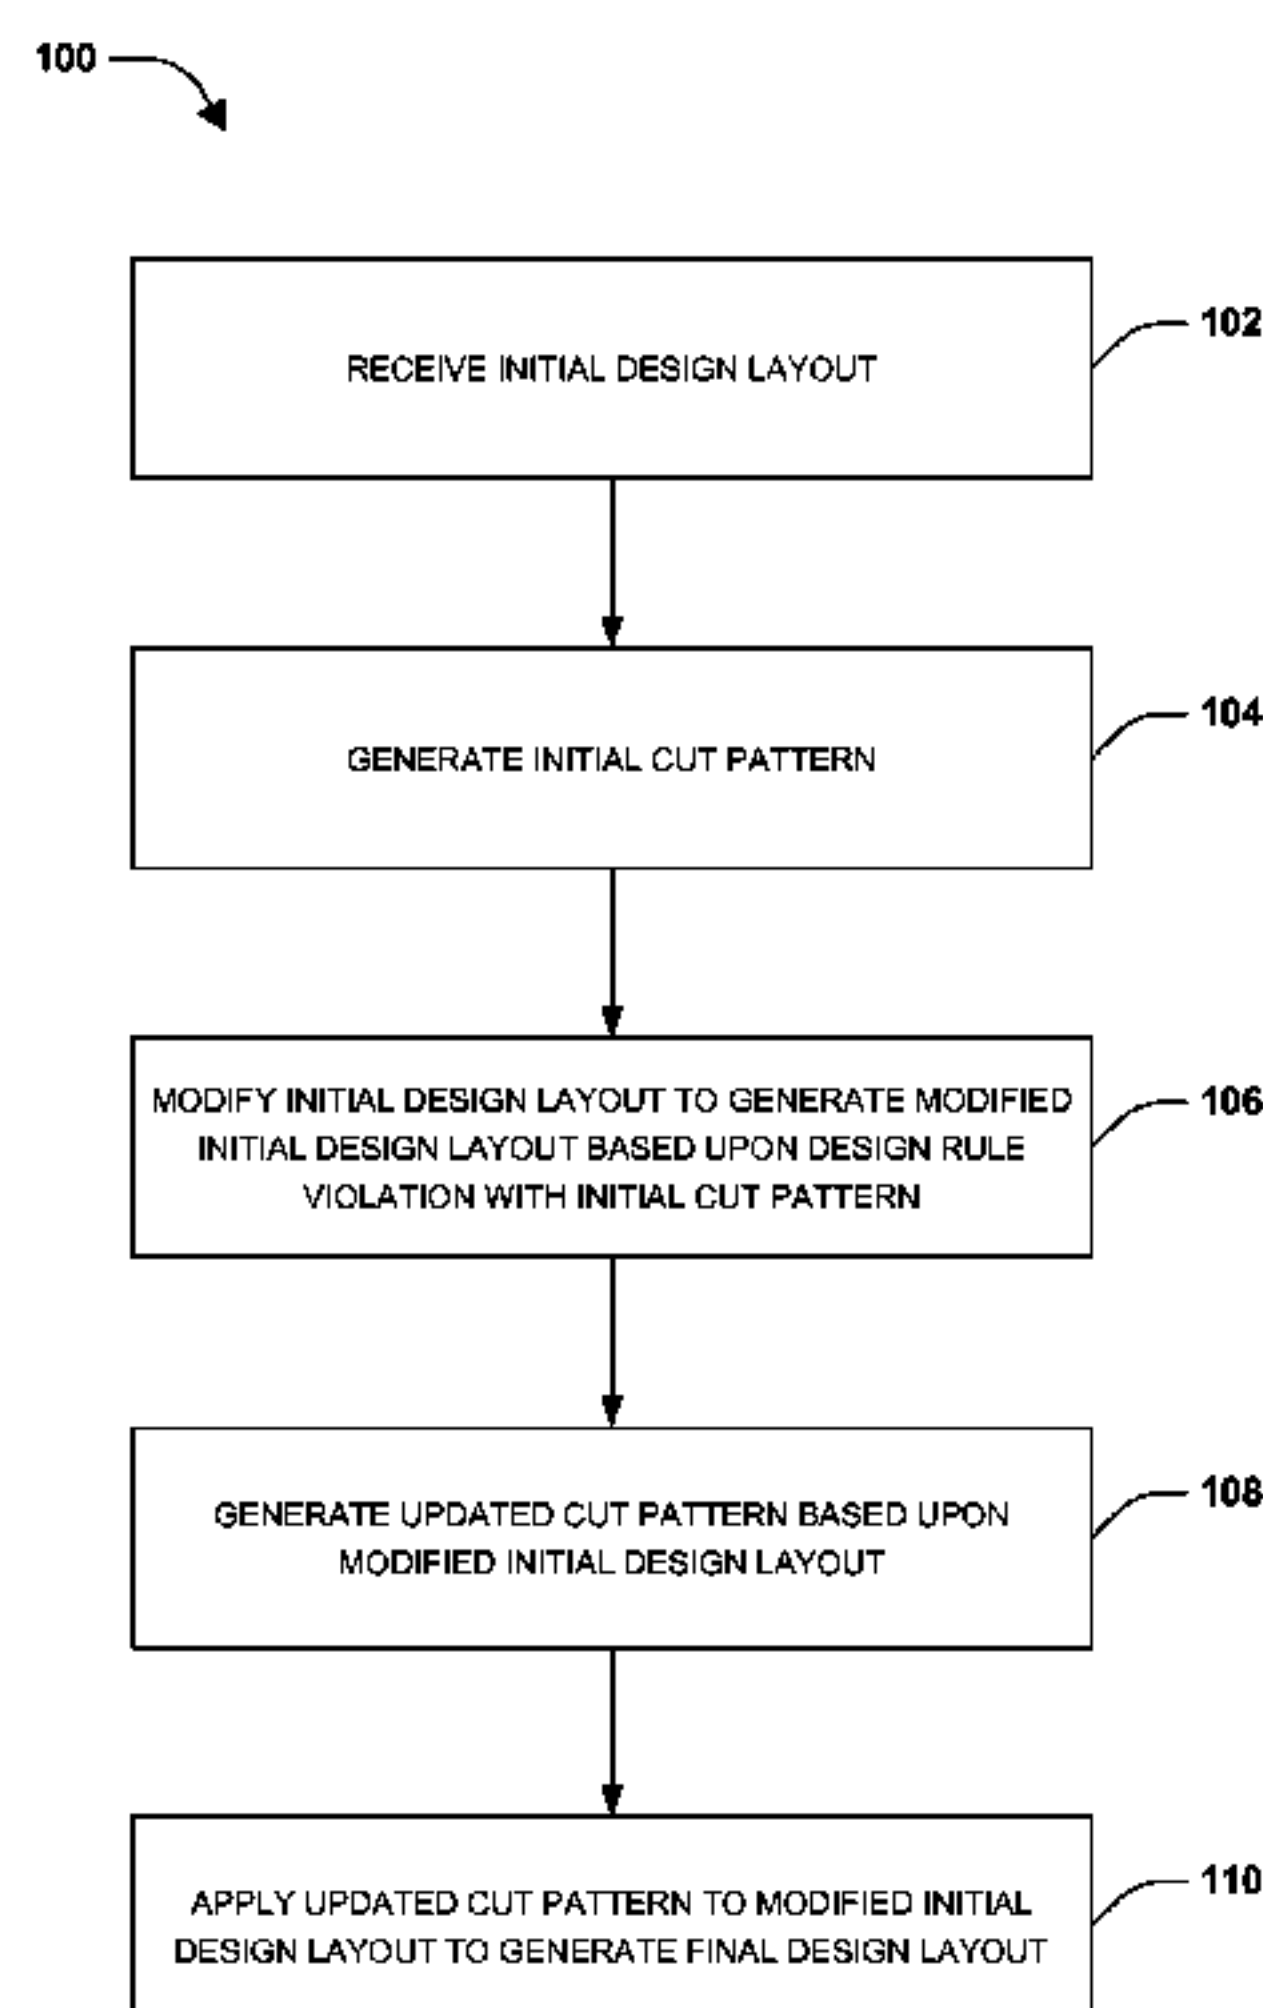 100
RECEIVE INITIAL DESIGN LAYOUT
102
GENERATE INITIAL CUT PATTERN
104
MODIFY INITIAL DESIGN LAYOUT TO GENERATE MODIFIED
INITIAL DESIGN LAYOUT BASED UPON DESIGN RULE
VIOLATION WITH INITIAL CUT PATTERN
106
GENERATE UPDATED CUT PATTERN BASED UPON
MODIFIED INITIAL DESIGN LAYOUT
108
APPLY UPDATED CUT PATTERN TO MODIFIED INITIAL
DESIGN LAYOUT TO GENERATE FINAL DESIGN LAYOUT
110